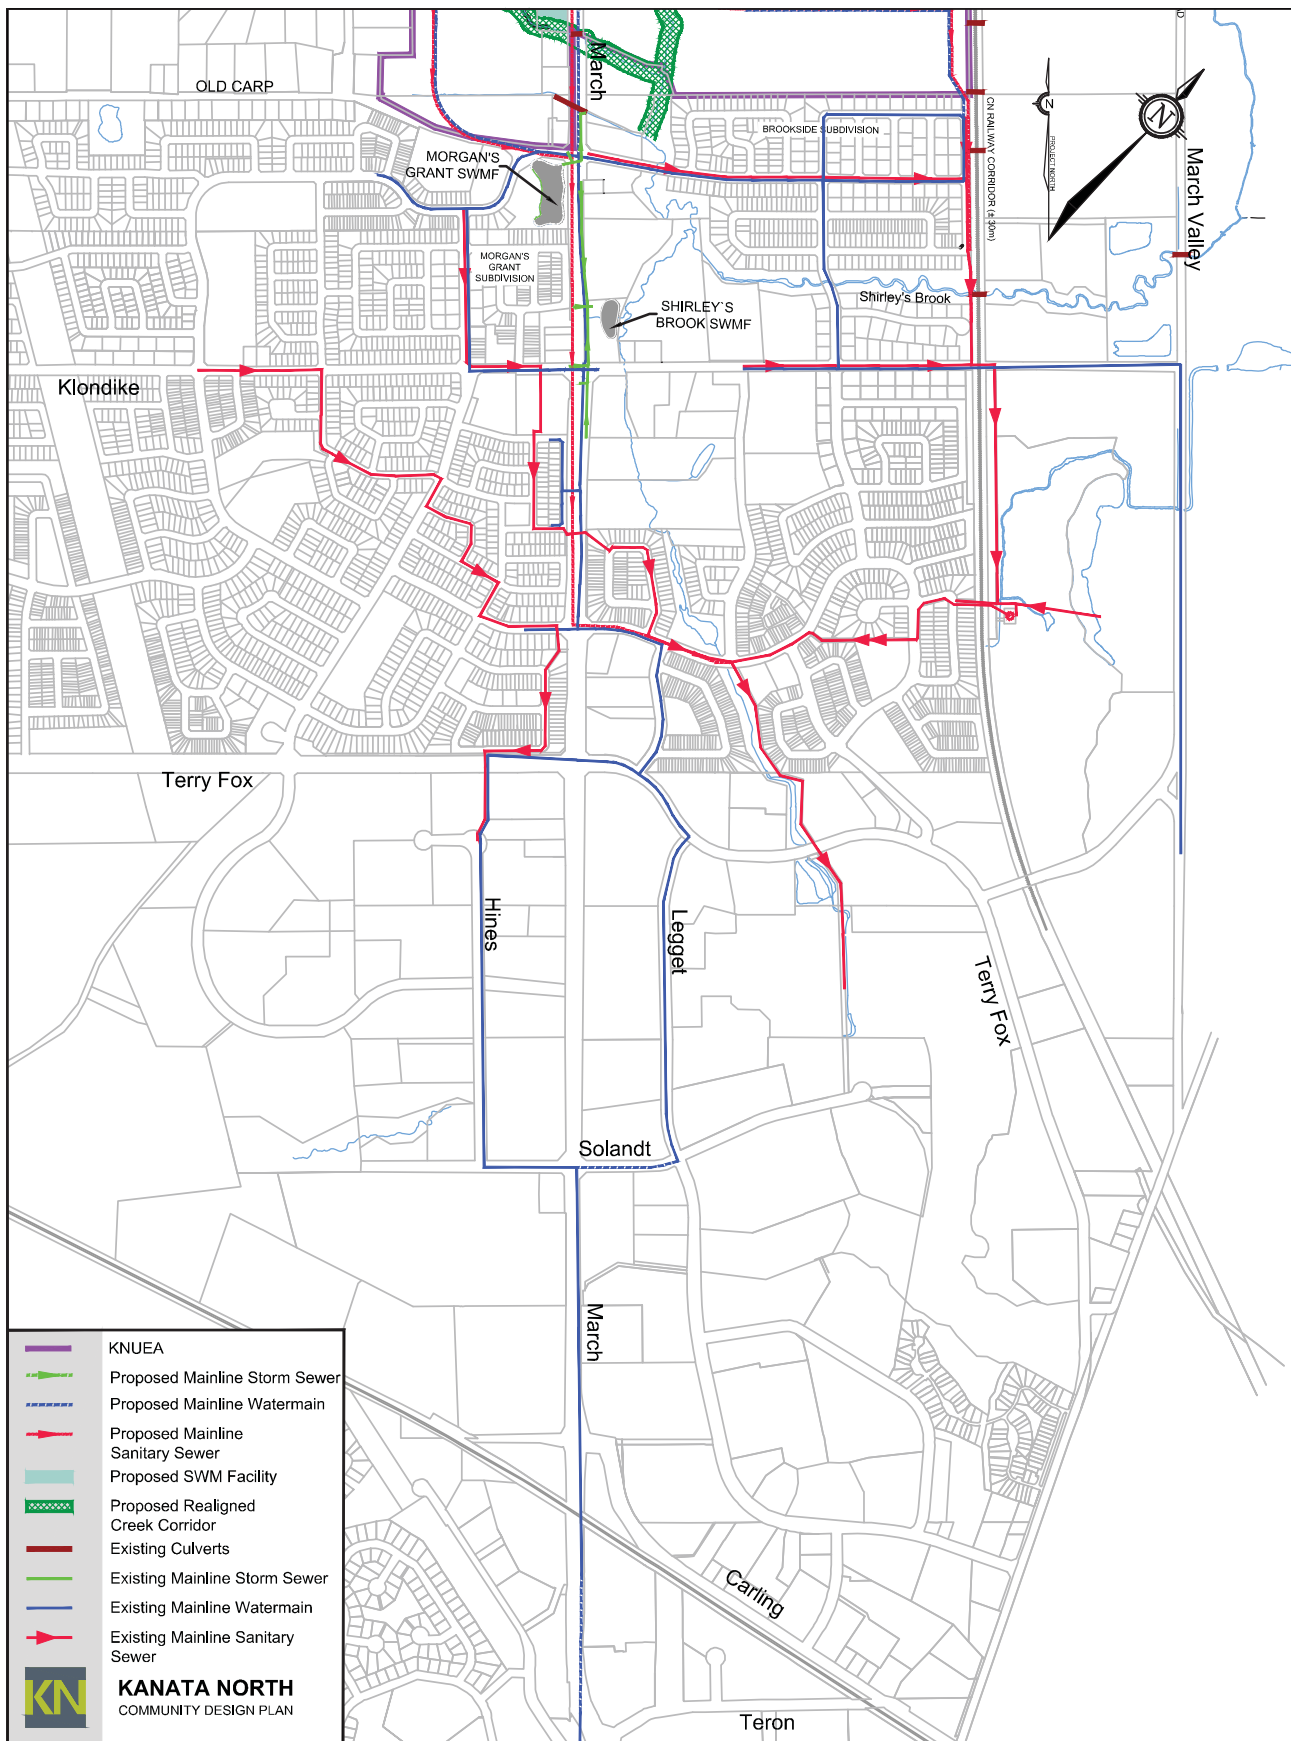 March
OLD CARP
BROOKSIDE SUBDIVISION
MORGAN'S
GRANT SWMF
CN RAILWAY CORRIDOR (± 30m)
N
PROJECT NORTH
N
March Valley
MORGAN'S
GRANT
SUBDIVISION
Shirley's Brook
SHIRLEY'S
BROOK SWMF
Klondike
Terry Fox
Hines
Legget
Terry Fox
Solandt
March
Carling
Teron
KNUEA
Proposed Mainline Storm Sewer
Proposed Mainline Watermain
Proposed Mainline
Sanitary Sewer
Proposed SWM Facility
Proposed Realigned
Creek Corridor
Existing Culverts
Existing Mainline Storm Sewer
Existing Mainline Watermain
Existing Mainline Sanitary
Sewer
KN
KANATA NORTH
COMMUNITY DESIGN PLAN